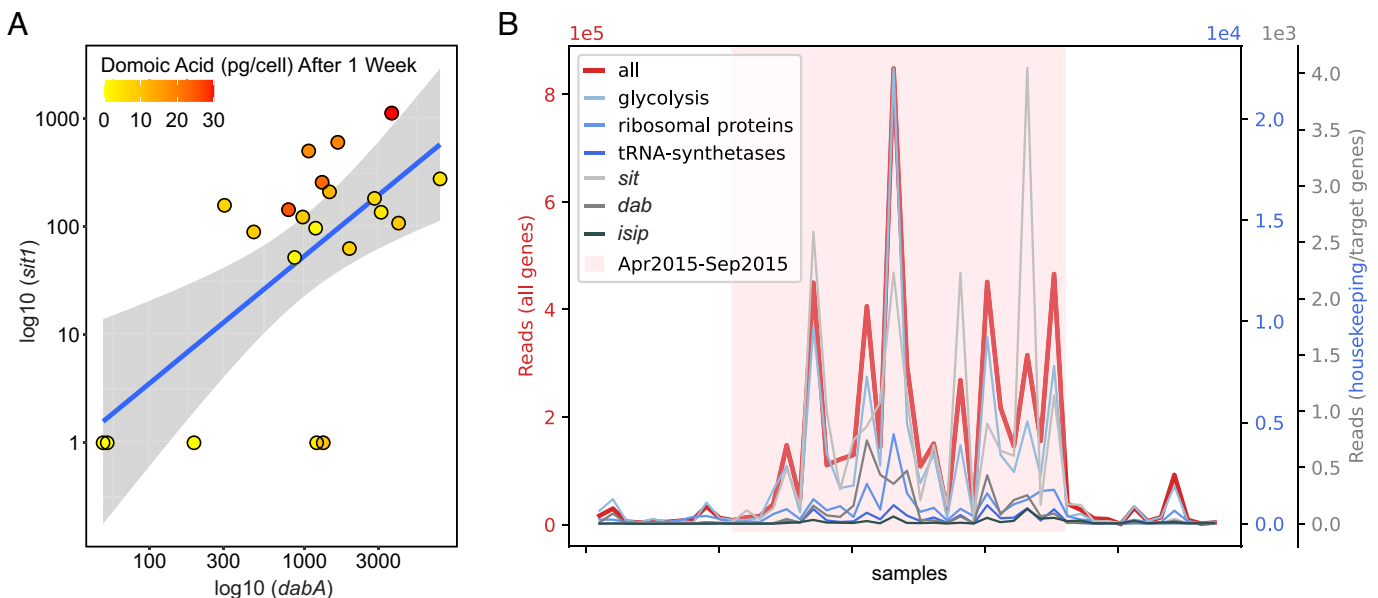 A
Domoic Acid (pg/cell) After 1 Week
0 10 20 30
1000
100
10
1
log10 (sit1)
100 300 1000 3000
log10 (dabA)
B
1e5
1e4
1e3
all
glycolysis
ribosomal proteins
tRNA-synthetases
sit
dab
isip
Apr2015-Sep2015
8
6
4
2
0
Reads (all genes)
2.0
1.5
1.0
0.5
0.0
4.0
3.5
3.0
2.5
2.0
1.5
1.0
0.5
0.0
Reads (housekeeping/target genes)
samples